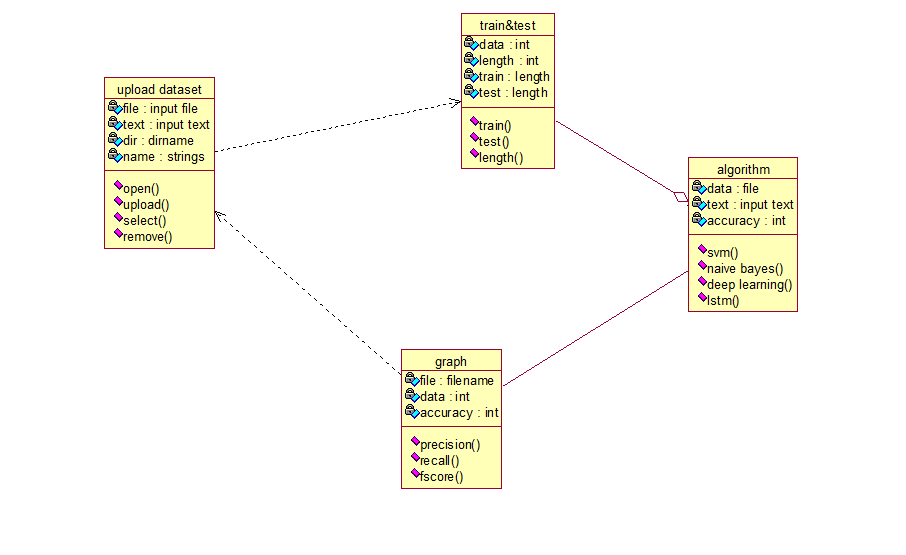 train&test
data : int
length : int
train : length
test : length
train()
test()
length()
upload dataset
file : input file
text : input text
dir : dirname
name : strings
open()
upload()
select()
remove()
algorithm
data : file
text : input text
accuracy : int
svm()
naive bayes()
deep learning()
lstm()
graph
file : filename
data : int
accuracy : int
precision()
recall()
fscore()